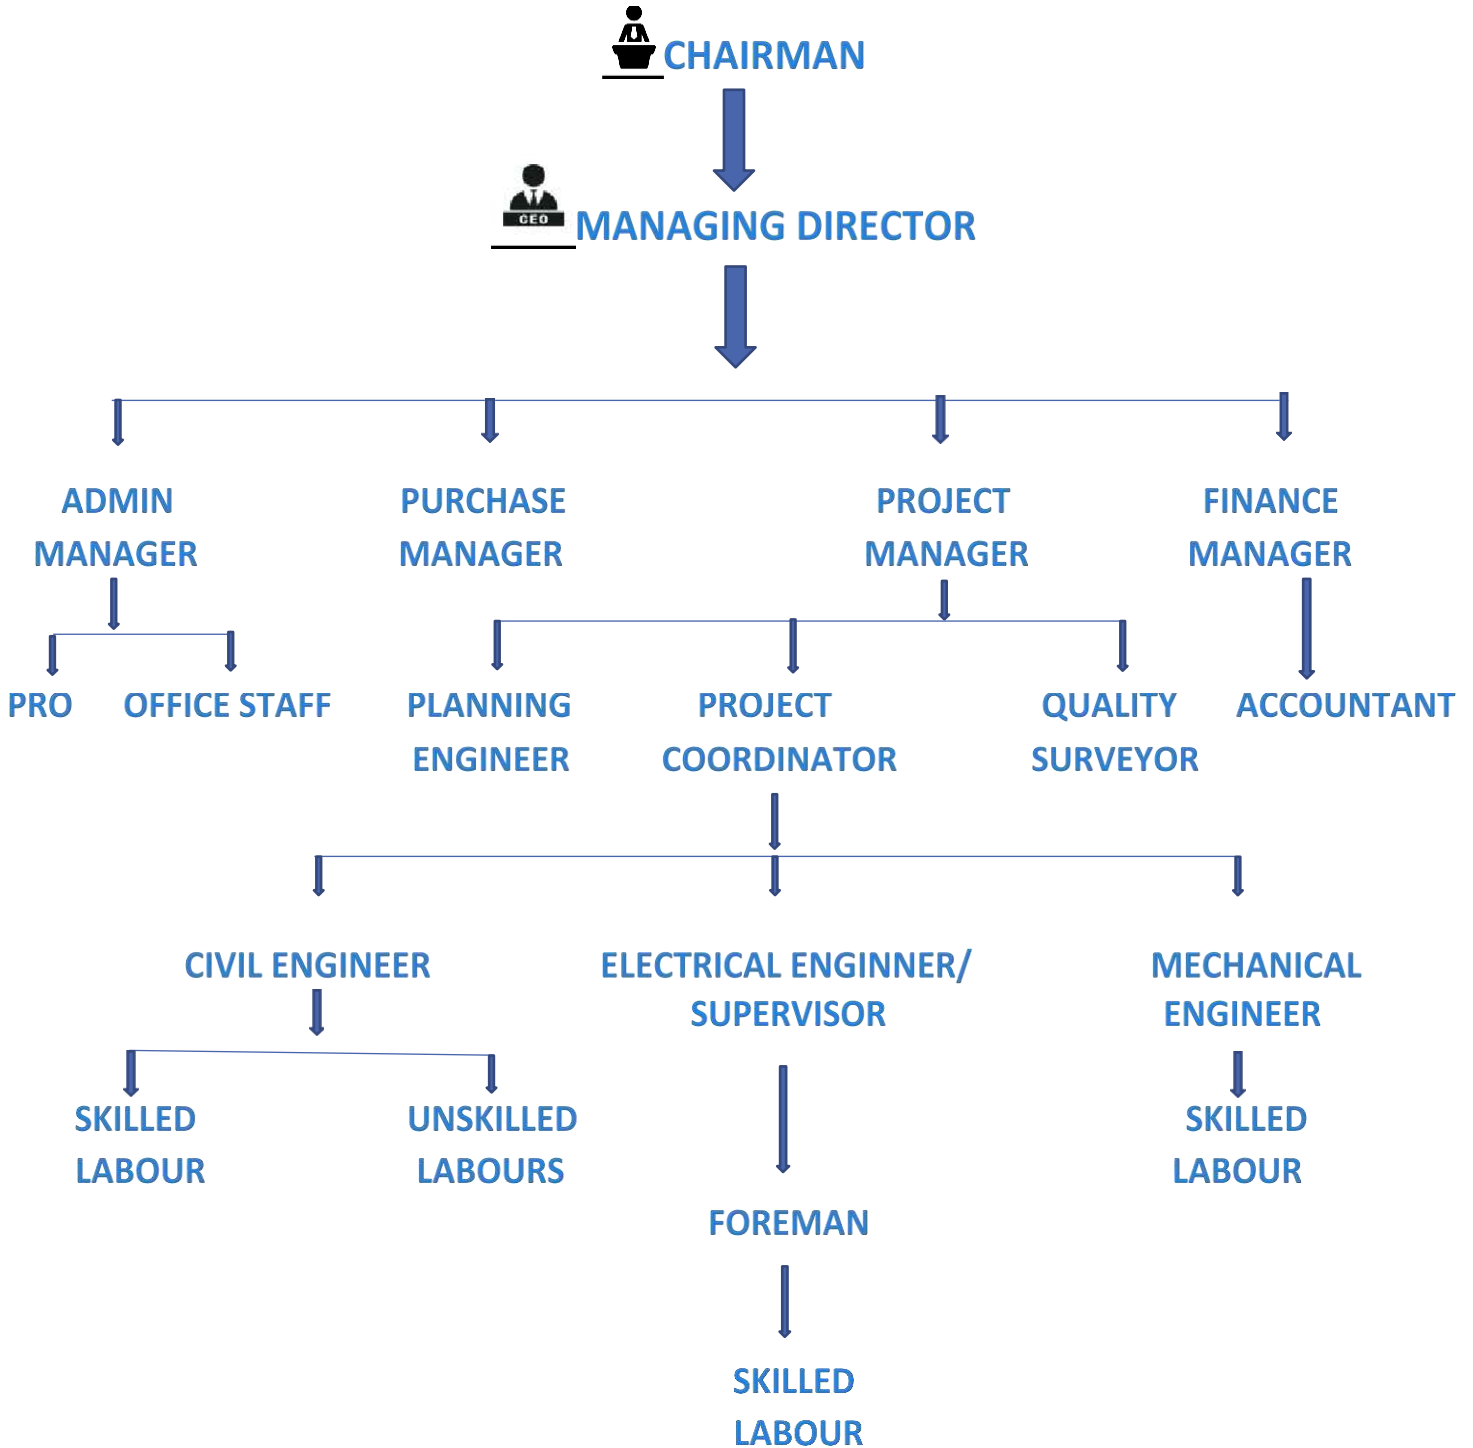 CHAIRMAN
CEO
MANAGING DIRECTOR
ADMIN
MANAGER
PURCHASE
MANAGER
PROJECT
MANAGER
FINANCE
MANAGER
PRO
OFFICE STAFF
PLANNING
ENGINEER
PROJECT
COORDINATOR
QUALITY
SURVEYOR
ACCOUNTANT
CIVIL ENGINEER
ELECTRICAL ENGINNER/
SUPERVISOR
MECHANICAL
ENGINEER
SKILLED
LABOUR
UNSKILLED
LABOURS
SKILLED
LABOUR
FOREMAN
SKILLED
LABOUR